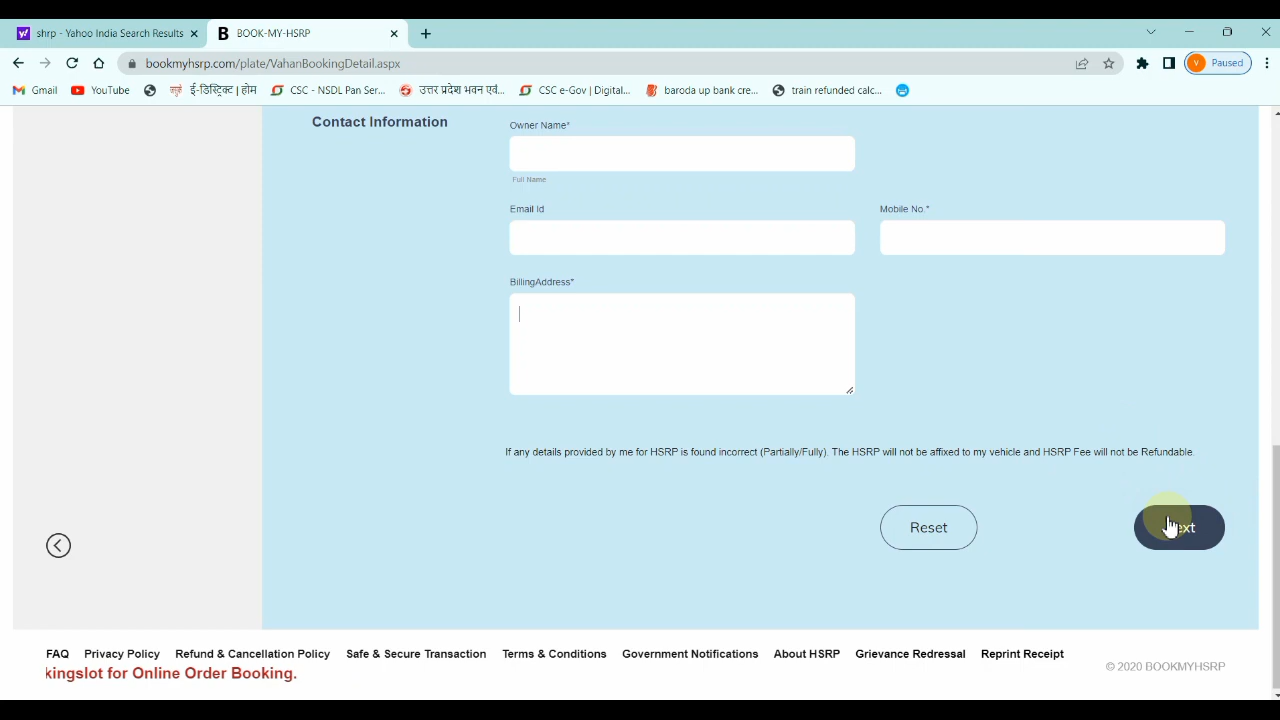 shrp - Yahoo India Search Results
BOOK-MY-HSRP
bookmyhsrp.com/plate/VahanBookingDetail.aspx
Paused
Gmail
YouTube
ई-डिस्ट्रिक्ट | होम
CSC - NSDL Pan Ser...
उत्तर प्रदेश भवन एवं...
CSC e-Gov | Digital...
baroda up bank cre...
train refunded calc...
Contact Information
Owner Name*
Full Name
Email Id
Mobile No.*
BillingAddress*
If any details provided by me for HSRP is found incorrect (Partially/Fully). The HSRP will not be affixed to my vehicle and HSRP Fee will not be Refundable.
Reset
Next
FAQ Privacy Policy Refund & Cancellation Policy Safe & Secure Transaction Terms & Conditions Government Notifications About HSRP Grievance Redressal Reprint Receipt
kingslot for Online Order Booking.
© 2020 BOOKMYHSRP